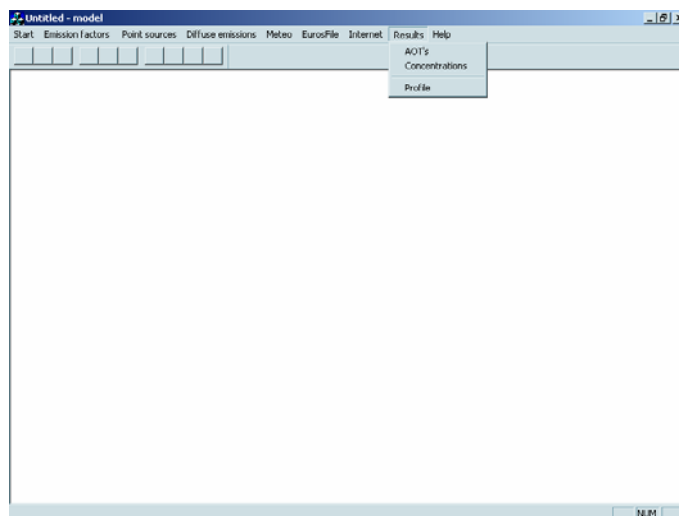 Untitled - model
Start Emission factors Point sources Diffuse emissions Meteo EurosFile Internet Results Help
AOT's
Concentrations
Profile
NUM